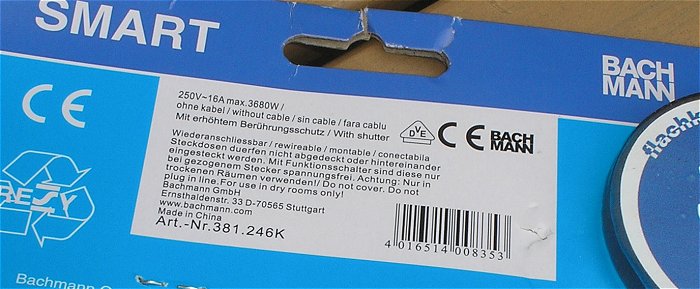 SMART
BACH
MANN
CE
250V~16A max.3680W /
ohne kabel / without cable / sin cable / fara cablu
Mit erhöhtem Berührungsschutz / With shutter
DVE
CE
BACH
MANN
Wiederanschliessbar / rewireable / montable / conectabila
Steckdosen duerfen nicht abgedeckt oder hintereinander
eingesteckt werden. Mit Funktionsschalter sind diese nur
bei gezogenem Stecker spannungsfrei. Achtung: Nur in
trockenen Räumen verwenden!/ Do not cover. Do not
plug in line. For use in dry rooms only!
Bachmann GmbH
Ernsthaldenstr. 33 D-70565 Stuttgart
www.bachmann.com
Made in China
Art.-Nr.381.246K
4 016514 008353
RESY
Bachmann